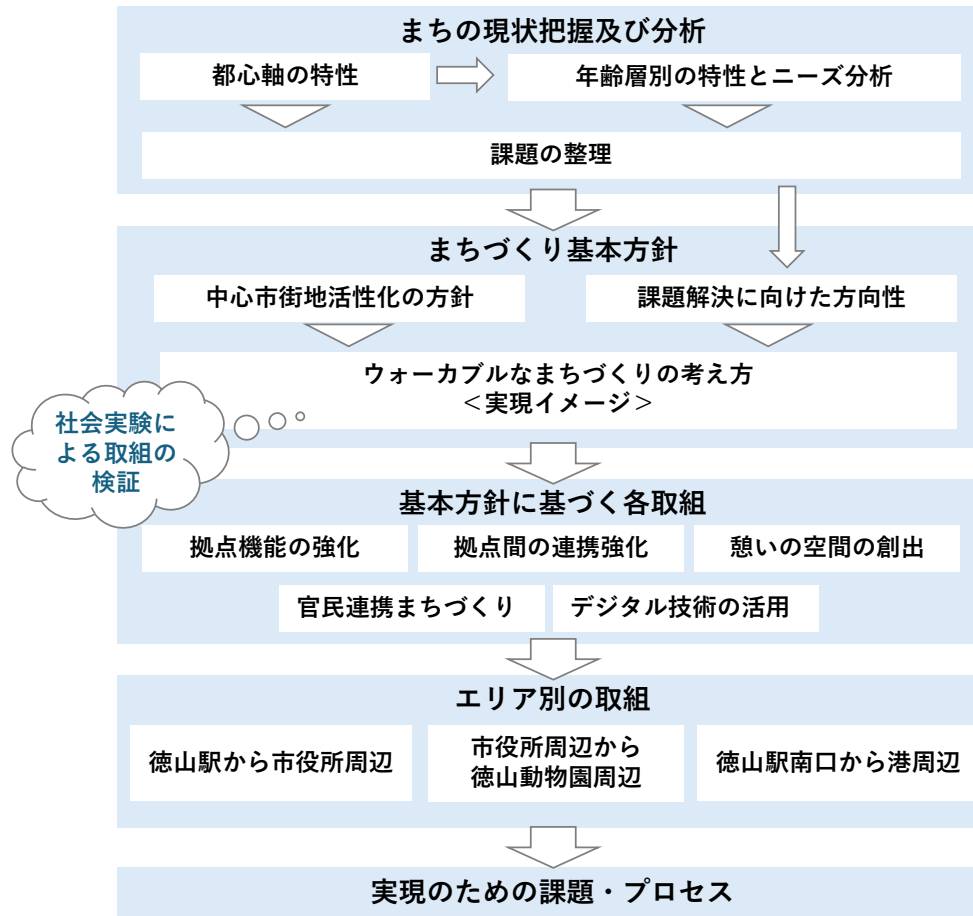 まちの現状把握及び分析
都心軸の特性
年齢層別の特性とニーズ分析
課題の整理
まちづくり基本方針
中心市街地活性化の方針
課題解決に向けた方向性
ウォーカブルなまちづくりの考え方
＜実現イメージ＞
社会実験に
よる取組の
検証
基本方針に基づく各取組
拠点機能の強化
拠点間の連携強化
憩いの空間の創出
官民連携まちづくり
デジタル技術の活用
エリア別の取組
徳山駅から市役所周辺
市役所周辺から
徳山動物園周辺
徳山駅南口から港周辺
実現のための課題・プロセス